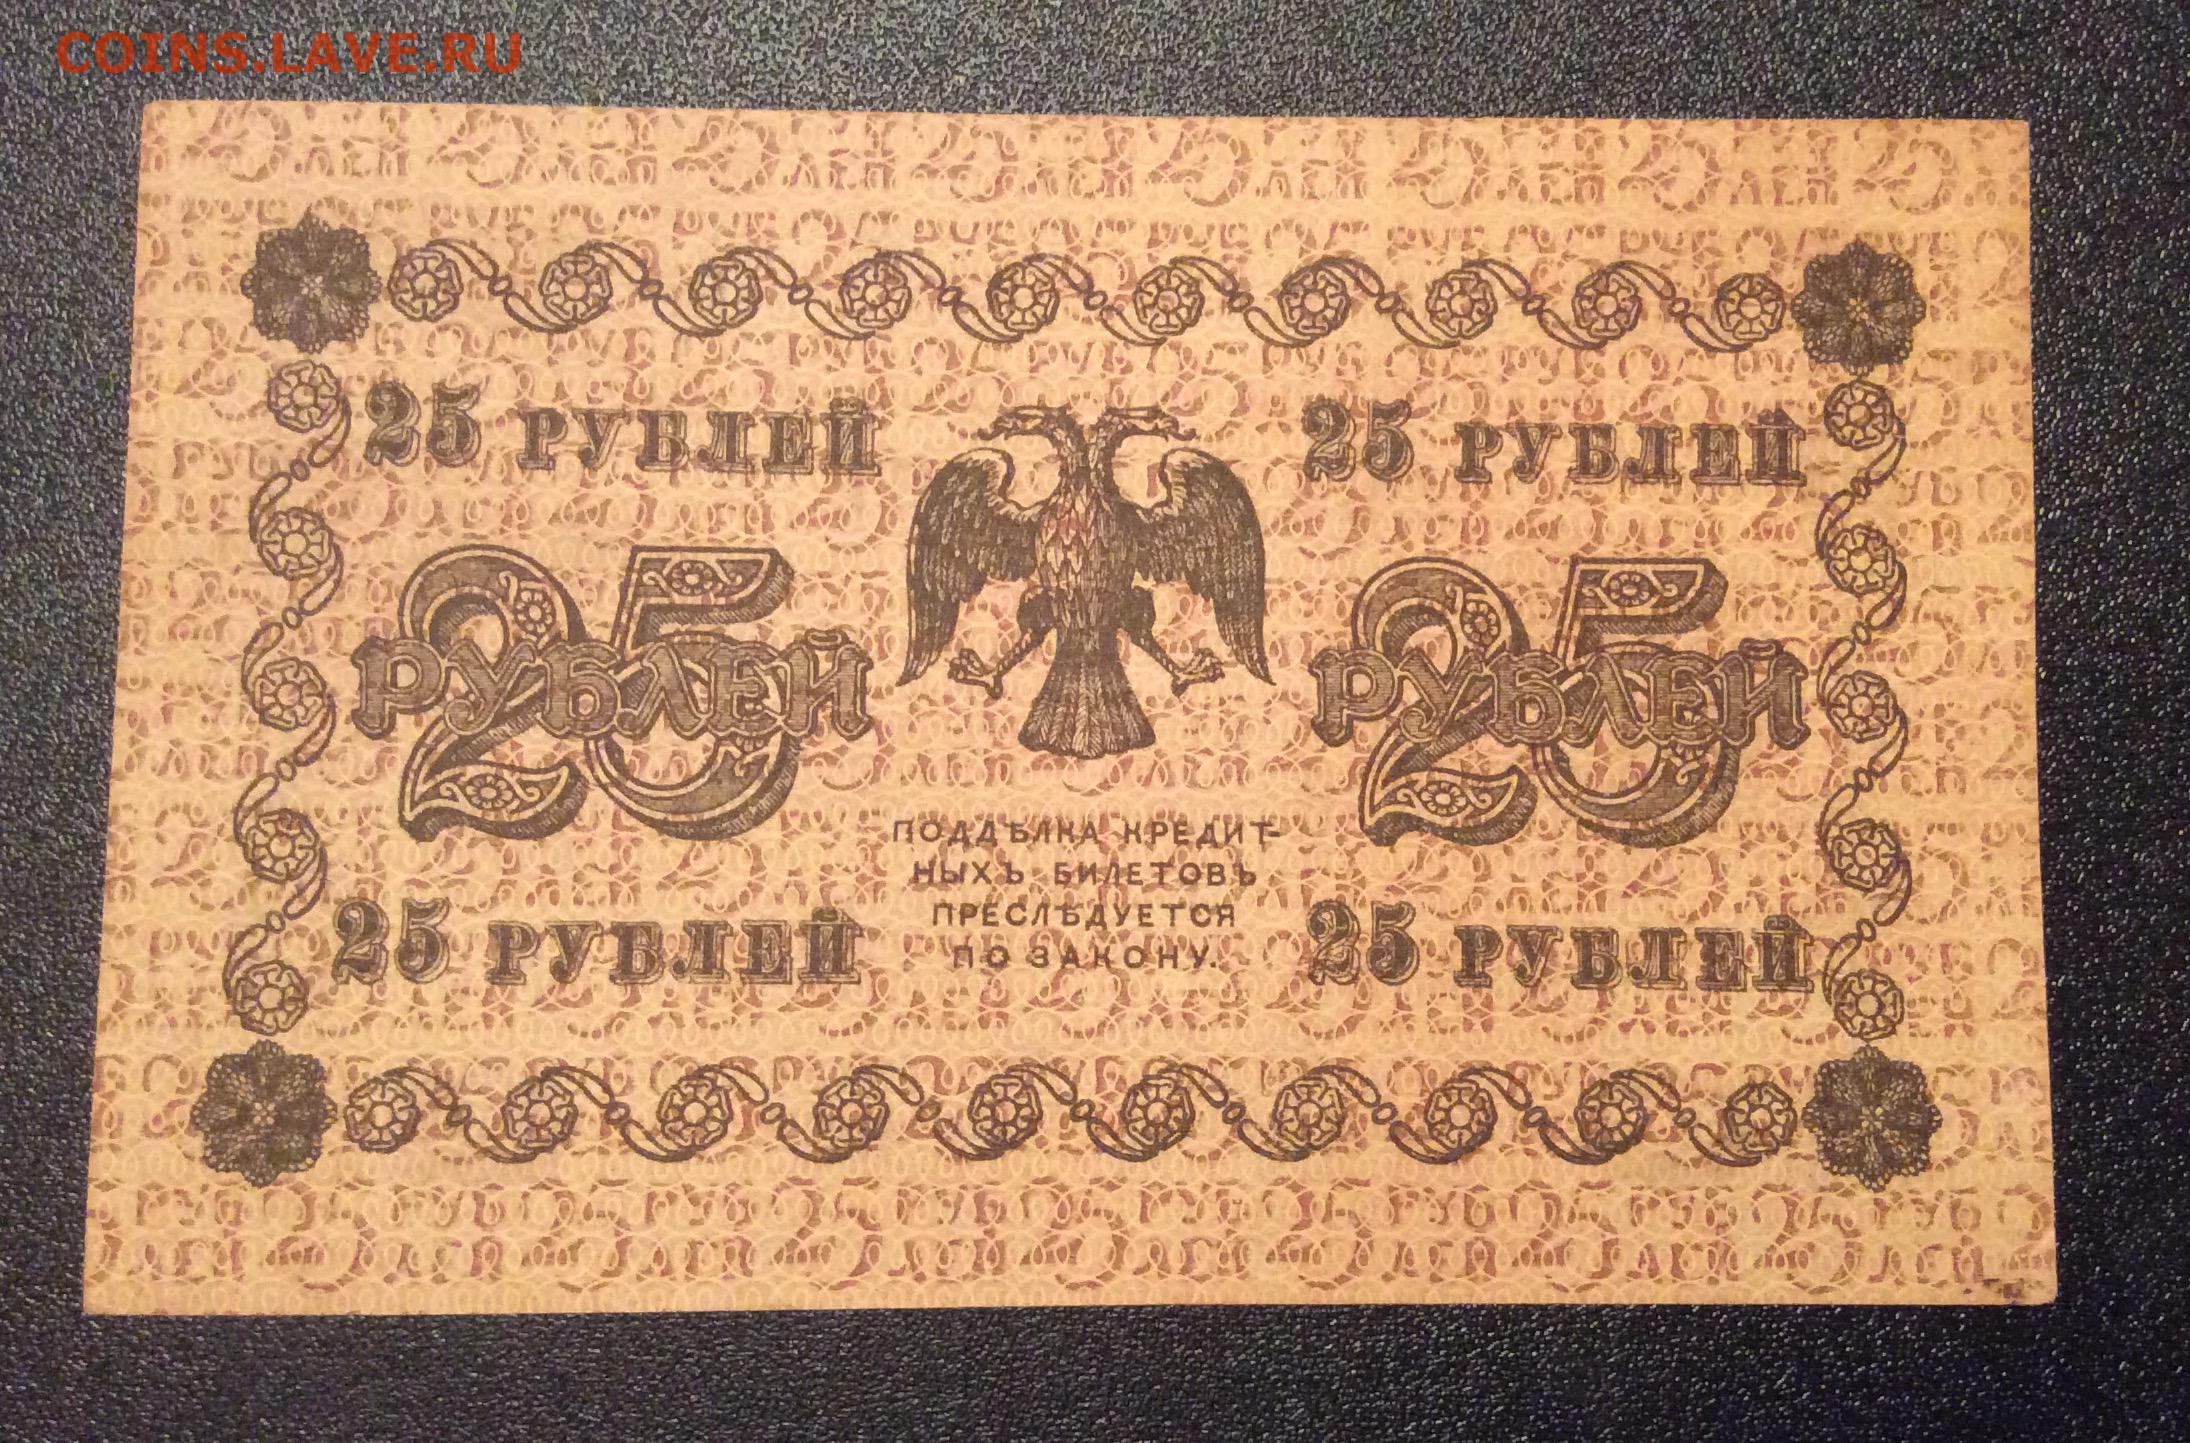 COINS.LAVE.RU
25 РУБЛЕЙ
25 РУБЛЕЙ
25 РУБЛЕЙ
25 РУБЛЕЙ
ПОДДѢЛКА КРЕДИТ-
НЫХЪ БИЛЕТОВЪ
ПРЕСЛѢДУЕТСЯ
ПО ЗАКОНУ.
25 РУБЛЕЙ
25 РУБЛЕЙ